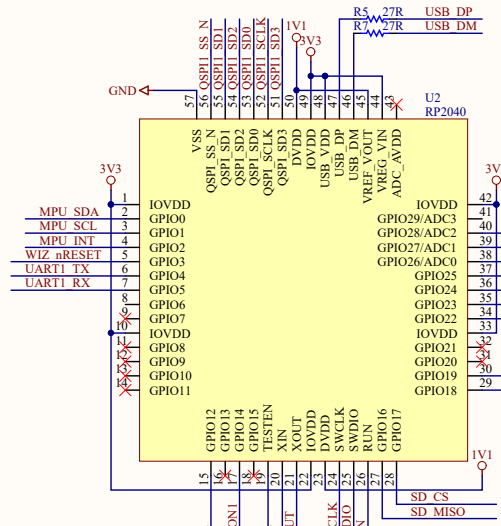 R5 27R USB_DP
R7 27R USB_DM
1V1
3V3
QSPI1_SS_N
QSPI1_SD1
QSPI1_SD2
QSPI1_SD0
QSPI1_SCLK
QSPI1_SD3
GND
57 56 55 54 53 52 51 50 49 48 47 46 45 44 43
U2
RP2040
VSS
QSPI_SS_N
QSPI_SD1
QSPI_SD2
QSPI_SD0
QSPI_SCLK
QSPI_SD3
DVDD
IOVDD
USB_VDD
USB_DP
USB_DM
VREF_VOUT
VREG_VIN
ADC_AVDD
3V3
1 IOVDD
MPU_SDA 2 GPIO0
MPU_SCL 3 GPIO1
MPU_INT 4 GPIO2
WIZ_nRESET 5 GPIO3
UART1_TX 6 GPIO4
UART1_RX 7 GPIO5
8 GPIO6
9 GPIO7
10 IOVDD
11 GPIO8
12 GPIO9
13 GPIO10
14 GPIO11
IOVDD 42
GPIO29/ADC3 41
GPIO28/ADC2 40
GPIO27/ADC1 39
GPIO26/ADC0 38
GPIO25 37
GPIO24 36
GPIO23 35
GPIO22 34
IOVDD 33
GPIO21 32
GPIO20 31
GPIO19 30
GPIO18 29
GPIO12
GPIO13
GPIO14
GPIO15
TESTEN
XIN
XOUT
IOVDD
DVDD
SWCLK
SWDIO
RUN
GPIO16
GPIO17
15 16 17 18 19 20 21 22 23 24 25 26 27 28
1V1
SD_CS
SD_MISO